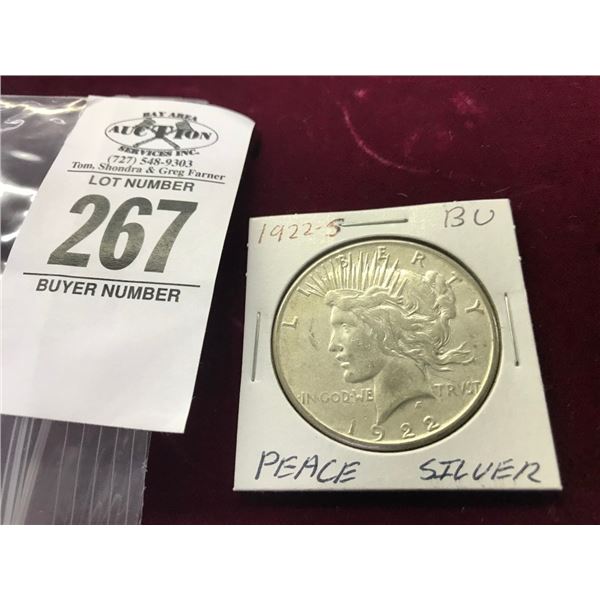 BAY AREA
AUCTION
SERVICES INC.
(727) 548-9303
Tom, Shondra & Greg Farner
LOT NUMBER
267
BUYER NUMBER
1922-S BU
LIBERTY
IN GOD WE TRVST
1922
PEACE SILVER